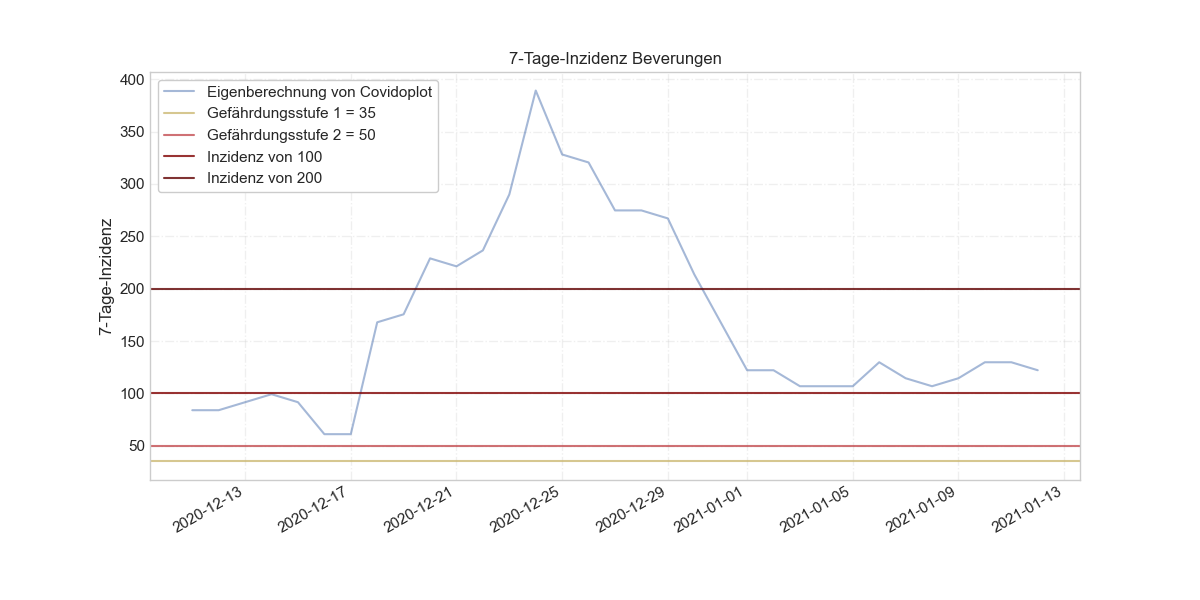 7-Tage-Inzidenz Beverungen
Eigenberechnung von Covidoplot
Gefährdungsstufe 1 = 35
Gefährdungsstufe 2 = 50
Inzidenz von 100
Inzidenz von 200
7-Tage-Inzidenz
400
350
300
250
200
150
100
50
2020-12-13
2020-12-17
2020-12-21
2020-12-25
2020-12-29
2021-01-01
2021-01-05
2021-01-09
2021-01-13